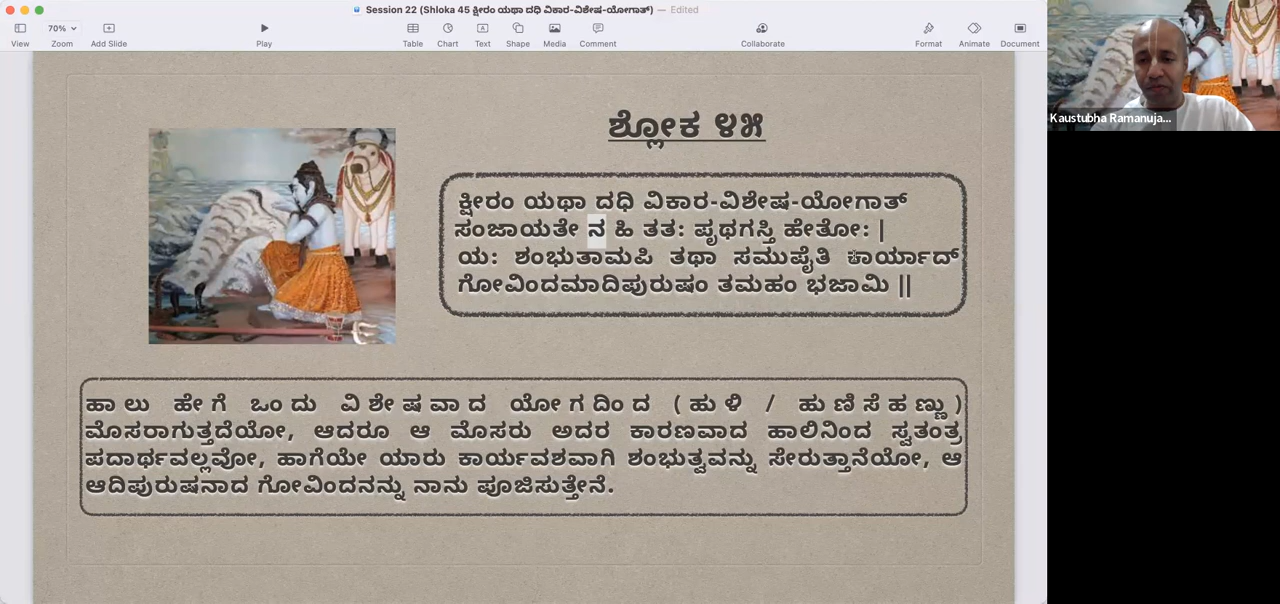 Session 22 (Shloka 45 ಕ್ಷೀರಂ ಯಥಾ ದಧಿ ವಿಕಾರ-ವಿಶೇಷ-ಯೋಗಾತ್) — Edited
70%
View Zoom Add Slide Play Table Chart Text Shape Media Comment Collaborate Format Animate Document
Kaustubha Ramanuja...
ಶ್ಲೋಕ ೪೫
ಕ್ಷೀರಂ ಯಥಾ ದಧಿ ವಿಕಾರ-ವಿಶೇಷ-ಯೋಗಾತ್
ಸಂಜಾಯತೇ ನ ಹಿ ತತ: ಪೃಥಗಸ್ತಿ ಹೇತೋ: |
ಯ: ಶಂಭುತಾಮಪಿ ತಥಾ ಸಮುಪೈತಿ ಕಾರ್ಯಾದ್
ಗೋವಿಂದಮಾದಿಪುರುಷಂ ತಮಹಂ ಭಜಾಮಿ ||
ಹಾಲು ಹೇಗೆ ಒಂದು ವಿಶೇಷವಾದ ಯೋಗದಿಂದ (ಹುಳಿ / ಹುಣಿಸೆಹಣ್ಣು)
ಮೊಸರಾಗುತ್ತದೆಯೋ, ಆದರೂ ಆ ಮೊಸರು ಅದರ ಕಾರಣವಾದ ಹಾಲಿನಿಂದ ಸ್ವತಂತ್ರ
ಪದಾರ್ಥವಲ್ಲವೋ, ಹಾಗೆಯೇ ಯಾರು ಕಾರ್ಯವಶವಾಗಿ ಶಂಭುತ್ವವನ್ನು ಸೇರುತ್ತಾನೆಯೋ, ಆ
ಆದಿಪುರುಷನಾದ ಗೋವಿಂದನನ್ನು ನಾನು ಪೂಜಿಸುತ್ತೇನೆ.